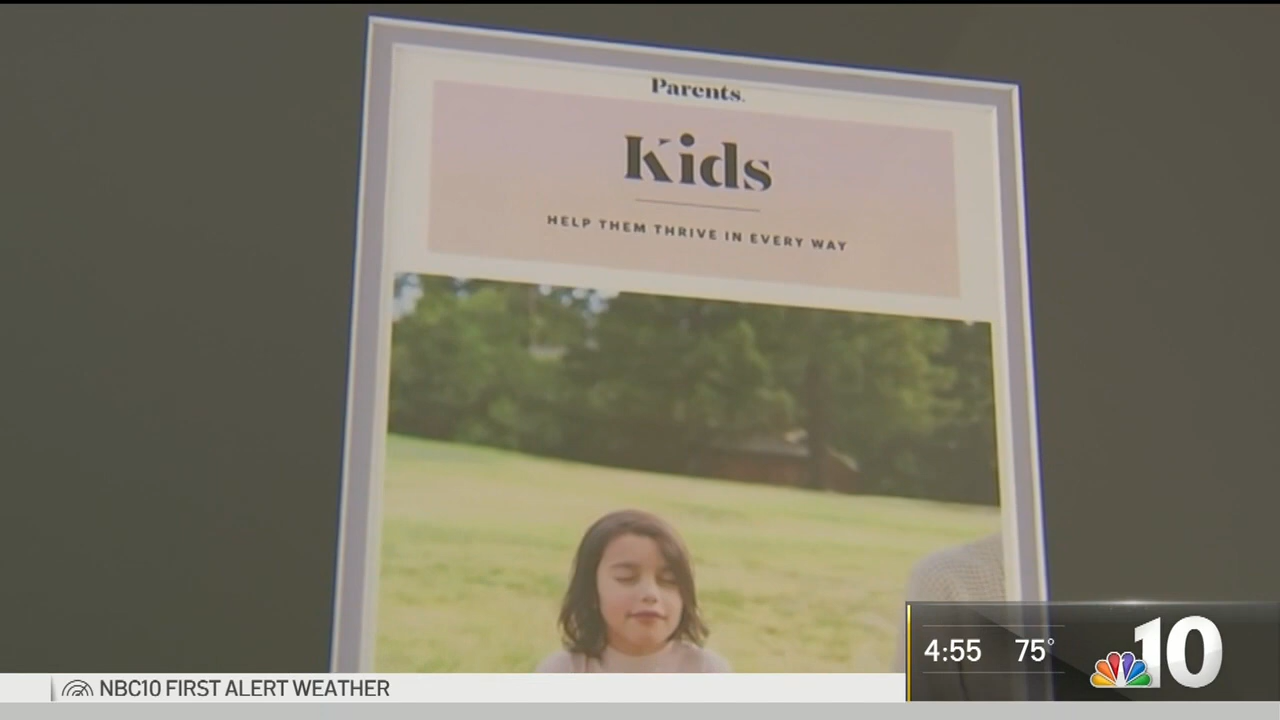 Parents.
Kids
HELP THEM THRIVE IN EVERY WAY
4:55 75°
10
NBC10 FIRST ALERT WEATHER